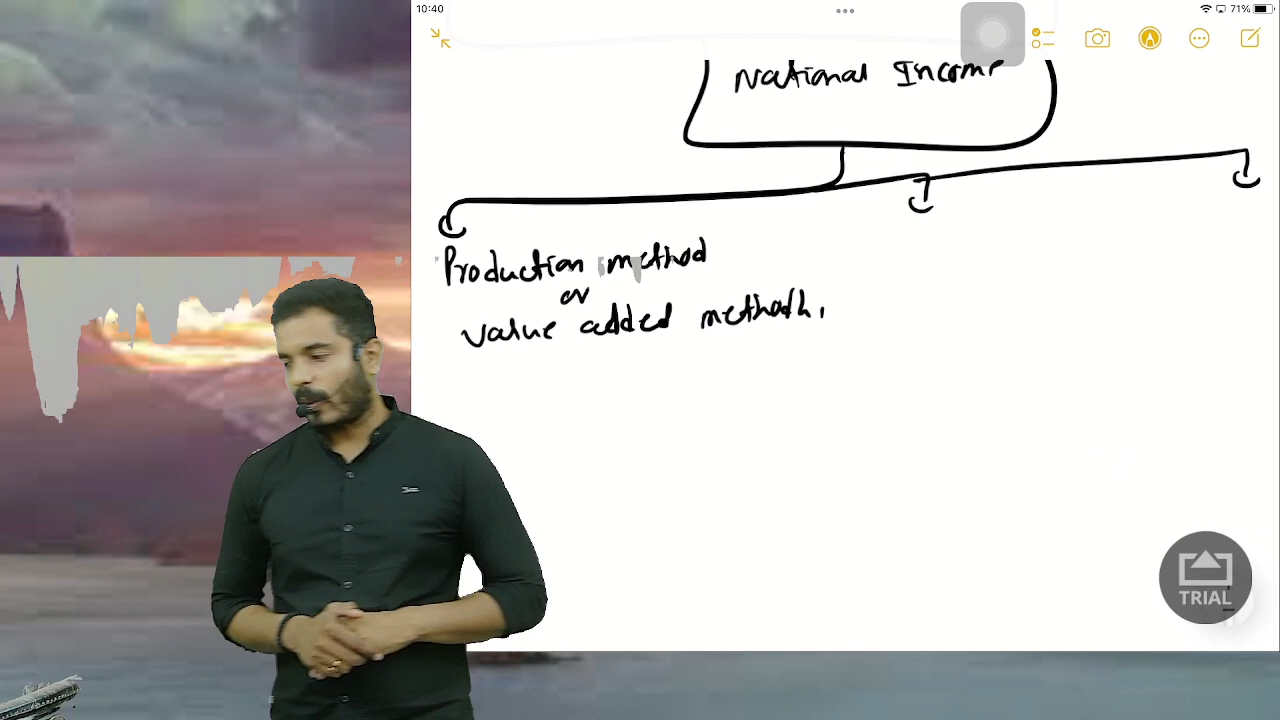 10:40
71%
National Income
Production method
or
value added method.
TRIAL